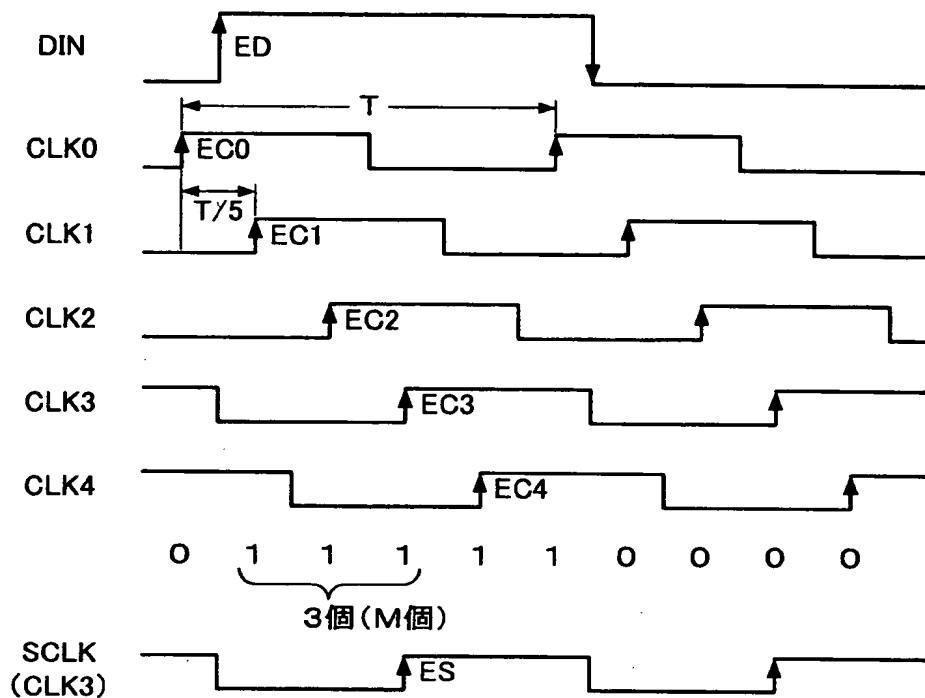 DIN
ED
T
CLK0
EC0
T/5
CLK1
EC1
CLK2
EC2
CLK3
EC3
CLK4
EC4
0 1 1 1 1 1 0 0 0 0
3個(M個)
SCLK
(CLK3)
ES